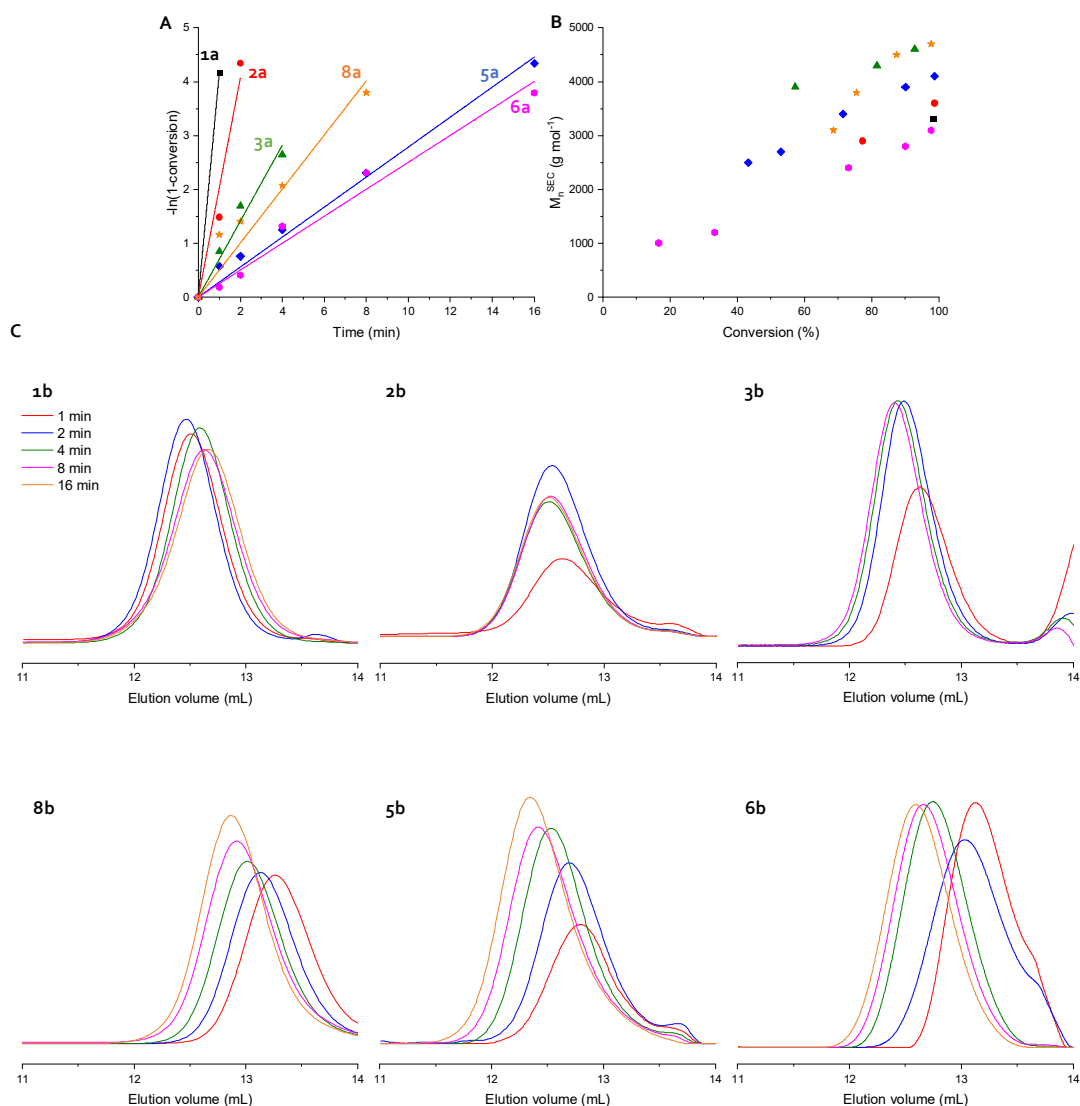 A
5
4
3
2
1
0
-ln(1-conversion)
1a
2a
3a
8a
5a
6a
0 2 4 6 8 10 12 14 16
Time (min)
B
5000
4000
3000
2000
1000
0
Mₙ^SEC (g mol⁻¹)
0 20 40 60 80 100
Conversion (%)
C
1b
1 min
2 min
4 min
8 min
16 min
11 12 13 14
Elution volume (mL)
2b
11 12 13 14
Elution volume (mL)
3b
11 12 13 14
Elution volume (mL)
8b
11 12 13 14
Elution volume (mL)
5b
11 12 13 14
Elution volume (mL)
6b
11 12 13 14
Elution volume (mL)